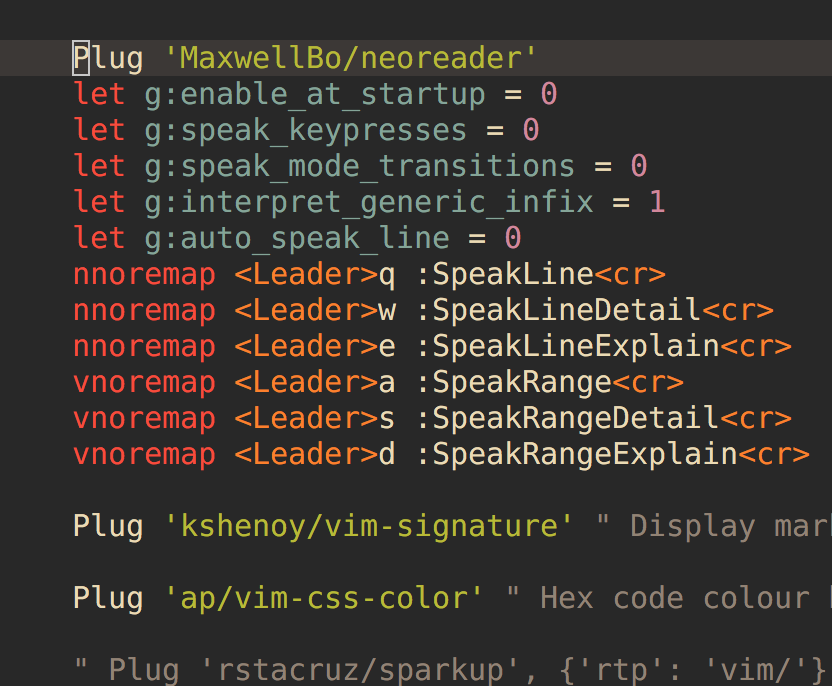 Plug 'MaxwellBo/neoreader'
let g:enable_at_startup = 0
let g:speak_keypresses = 0
let g:speak_mode_transitions = 0
let g:interpret_generic_infix = 1
let g:auto_speak_line = 0
nnoremap <Leader>q :SpeakLine<cr>
nnoremap <Leader>w :SpeakLineDetail<cr>
nnoremap <Leader>e :SpeakLineExplain<cr>
vnoremap <Leader>a :SpeakRange<cr>
vnoremap <Leader>s :SpeakRangeDetail<cr>
vnoremap <Leader>d :SpeakRangeExplain<cr>
Plug 'kshenoy/vim-signature' " Display
Plug 'ap/vim-css-color' " Hex code colour
" Plug 'rstacruz/sparkup', {'rtp': 'vim/'}